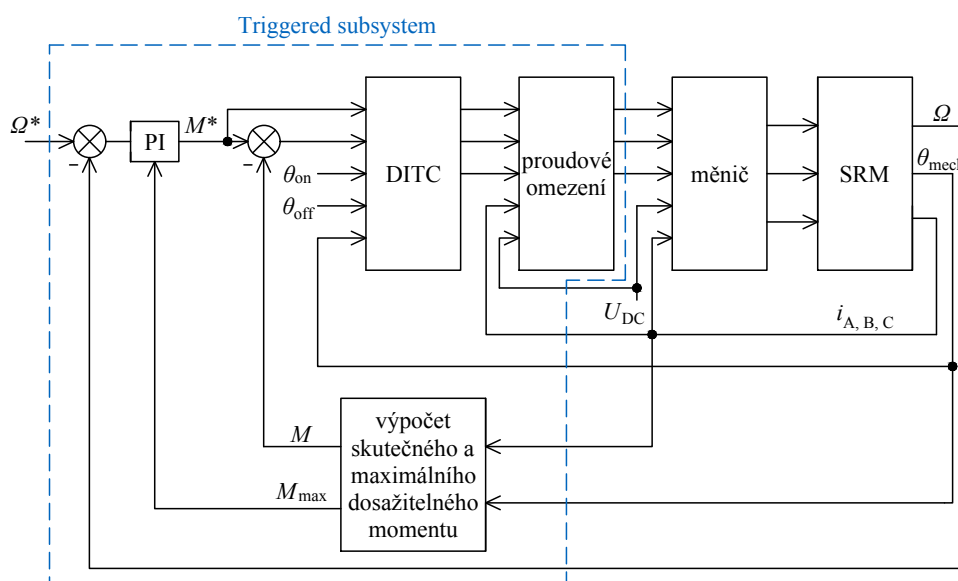 Triggered subsystem
Ω*
-
PI
M*
-
θon
θoff
DITC
proudové
omezení
měnič
SRM
Ω
θmech
UDC
iA, B, C
M
Mmax
výpočet
skutečného a
maximálního
dosažitelného
momentu